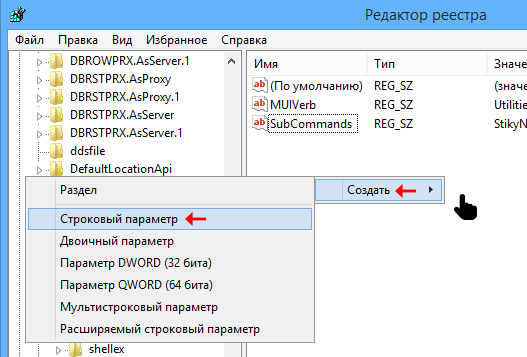 Редактор реестра
Файл Правка Вид Избранное Справка
DBROWPRX.AsServer.1
DBRSTPRX.AsProxy
DBRSTPRX.AsProxy.1
DBRSTPRX.AsServer
DBRSTPRX.AsServer.1
ddsfile
DefaultLocationApi
Имя Тип Значе
(По умолчанию) REG_SZ (значе
MUIVerb REG_SZ Utilitie
SubCommands REG_SZ StikyN
Раздел
Строковый параметр
Двоичный параметр
Параметр DWORD (32 бита)
Параметр QWORD (64 бита)
Мультистроковый параметр
Расширяемый строковый параметр
Создать
shellex